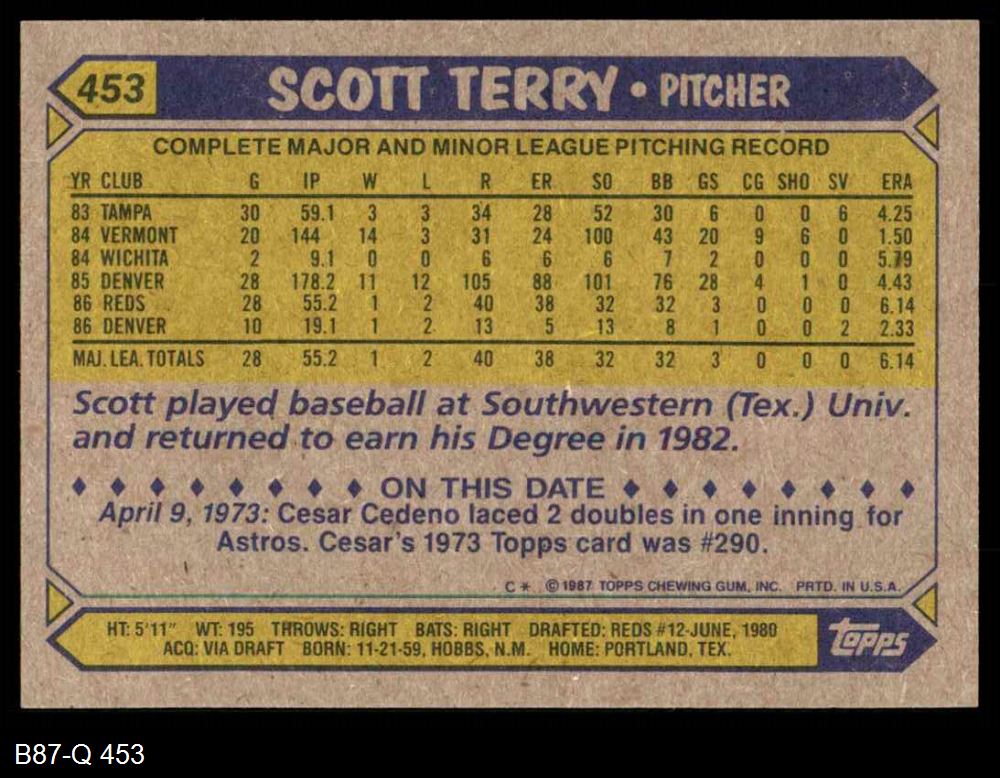 453 SCOTT TERRY • PITCHER
COMPLETE MAJOR AND MINOR LEAGUE PITCHING RECORD
YR CLUB G IP W L R ER SO BB GS CG SHO SV ERA
83 TAMPA 30 59.1 3 3 34 28 52 30 6 0 0 6 4.25
84 VERMONT 20 144 14 3 31 24 100 43 20 9 6 0 1.50
84 WICHITA 2 9.1 0 0 6 6 6 7 2 0 0 0 5.79
85 DENVER 28 178.2 11 12 105 88 101 76 28 4 1 0 4.43
86 REDS 28 55.2 1 2 40 38 32 32 3 0 0 0 6.14
86 DENVER 10 19.1 1 2 13 5 13 8 1 0 0 2 2.33
MAJ. LEA. TOTALS 28 55.2 1 2 40 38 32 32 3 0 0 0 6.14
Scott played baseball at Southwestern (Tex.) Univ.
and returned to earn his Degree in 1982.
ON THIS DATE
April 9, 1973: Cesar Cedeno laced 2 doubles in one inning for
Astros. Cesar's 1973 Topps card was #290.
C* © 1987 TOPPS CHEWING GUM, INC. PRTD. IN U.S.A.
HT: 5'11" WT: 195 THROWS: RIGHT BATS: RIGHT DRAFTED: REDS #12-JUNE, 1980
ACQ: VIA DRAFT BORN: 11-21-59, HOBBS, N.M. HOME: PORTLAND, TEX.
Topps
B87-Q 453